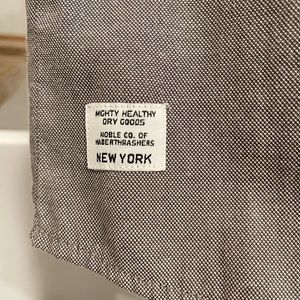 MIGHTY HEALTHY
DRY GOODS
NOBLE CO. OF
HABERTHRASHERS
NEW YORK